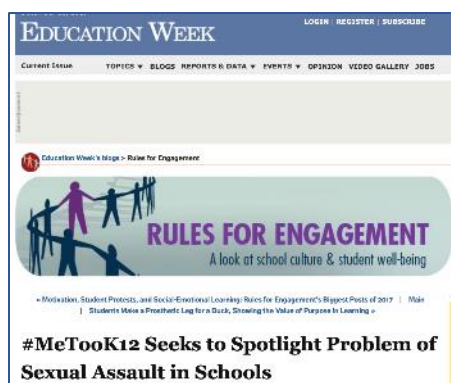 LOGIN | REGISTER | SUBSCRIBE
EDUCATION WEEK
Current Issue TOPICS ▼ BLOGS REPORTS & DATA ▼ EVENTS ▼ OPINION VIDEO GALLERY JOBS
Advertisement
Education Week's blogs > Rules for Engagement
RULES FOR ENGAGEMENT
A look at school culture & student well-being
« Motivation, Student Protests, and Social-Emotional Learning: Rules for Engagement's Biggest Posts of 2017 | Main
| Students Make a Prosthetic Leg for a Duck, Showing the Value of Purpose in Learning »
#MeTooK12 Seeks to Spotlight Problem of
Sexual Assault in Schools